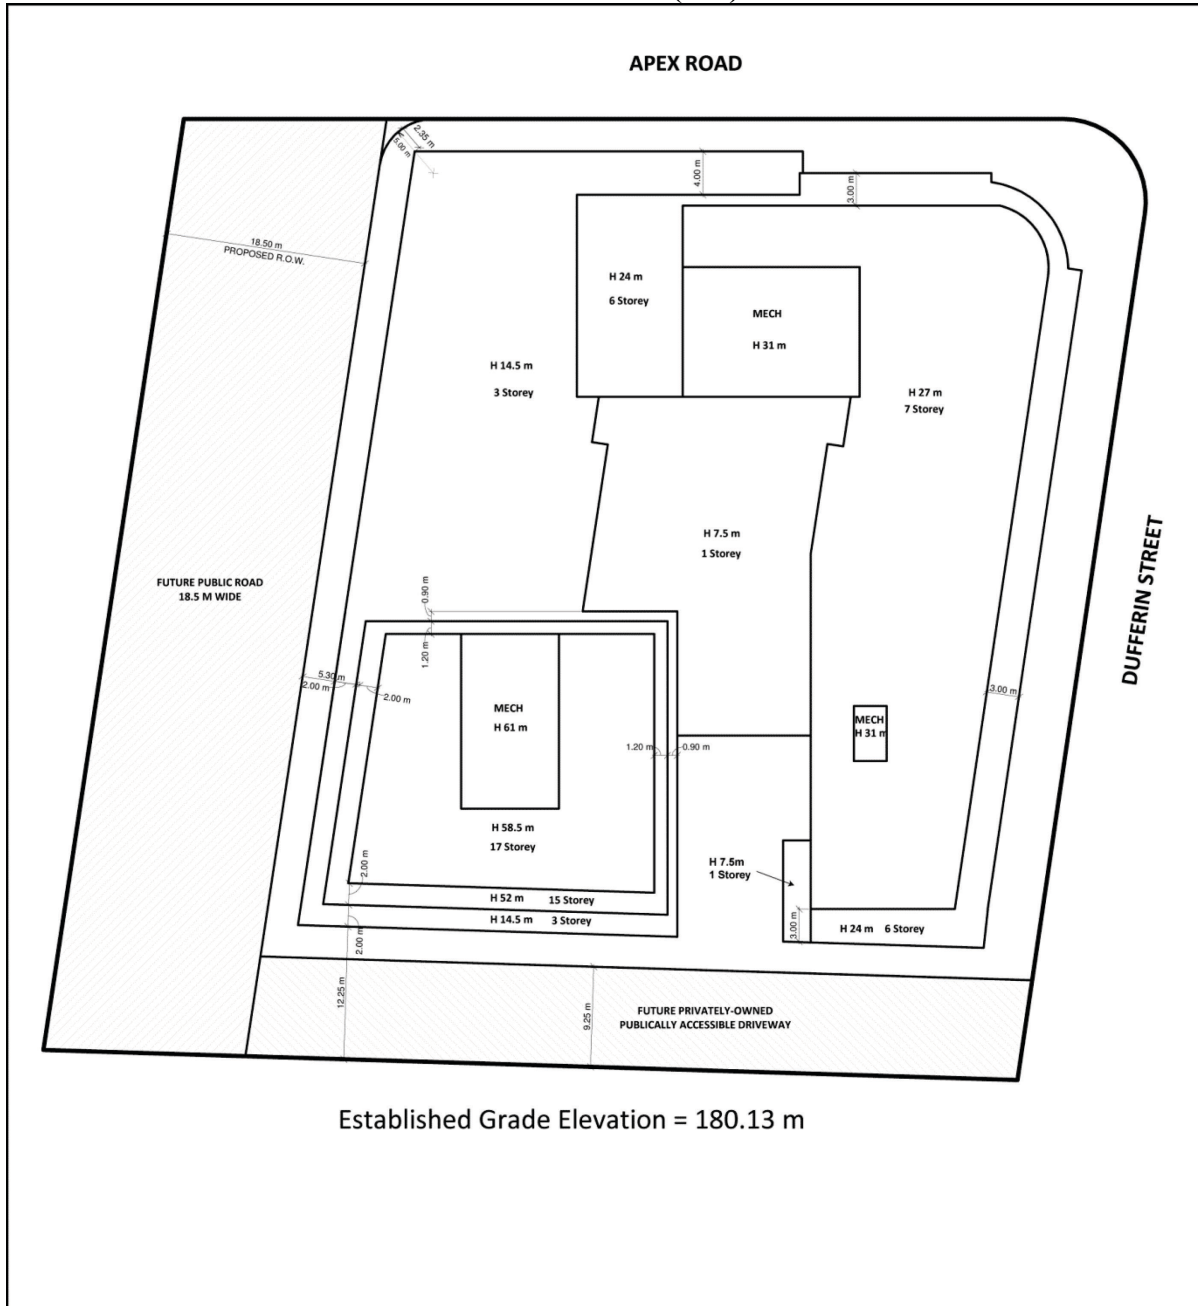 APEX ROAD
2.35 m
5.00 m
4.00 m
3.00 m
18.50 m
PROPOSED R.O.W.
H 24 m
6 Storey
MECH
H 31 m
H 14.5 m
3 Storey
H 27 m
7 Storey
H 7.5 m
1 Storey
DUFFERIN STREET
FUTURE PUBLIC ROAD
18.5 M WIDE
0.90 m
1.20 m
5.30 m
2.00 m
2.00 m
3.00 m
MECH
H 61 m
MECH
H 31 m
1.20 m
0.90 m
H 58.5 m
17 Storey
2.00 m
H 7.5m
1 Storey
H 52 m 15 Storey
H 14.5 m 3 Storey
3.00 m
H 24 m 6 Storey
2.00 m
12.25 m
9.25 m
FUTURE PRIVATELY-OWNED
PUBLICALLY ACCESSIBLE DRIVEWAY
Established Grade Elevation = 180.13 m